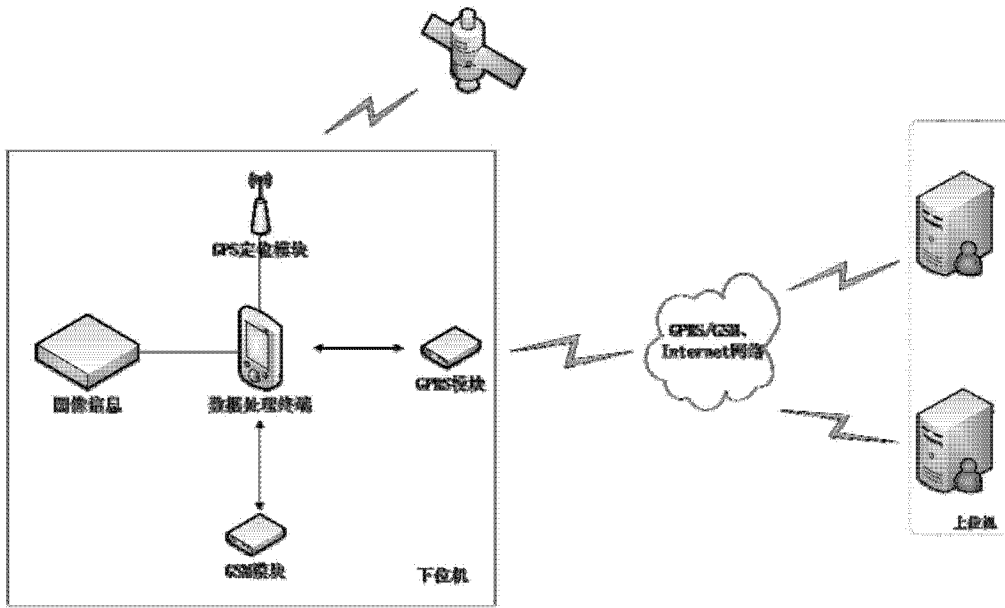 GPS定位模块
GPRS/GSM、
Internet网络
图像信息
数据处理终端
GPRS模块
GSM模块
下位机
上位机